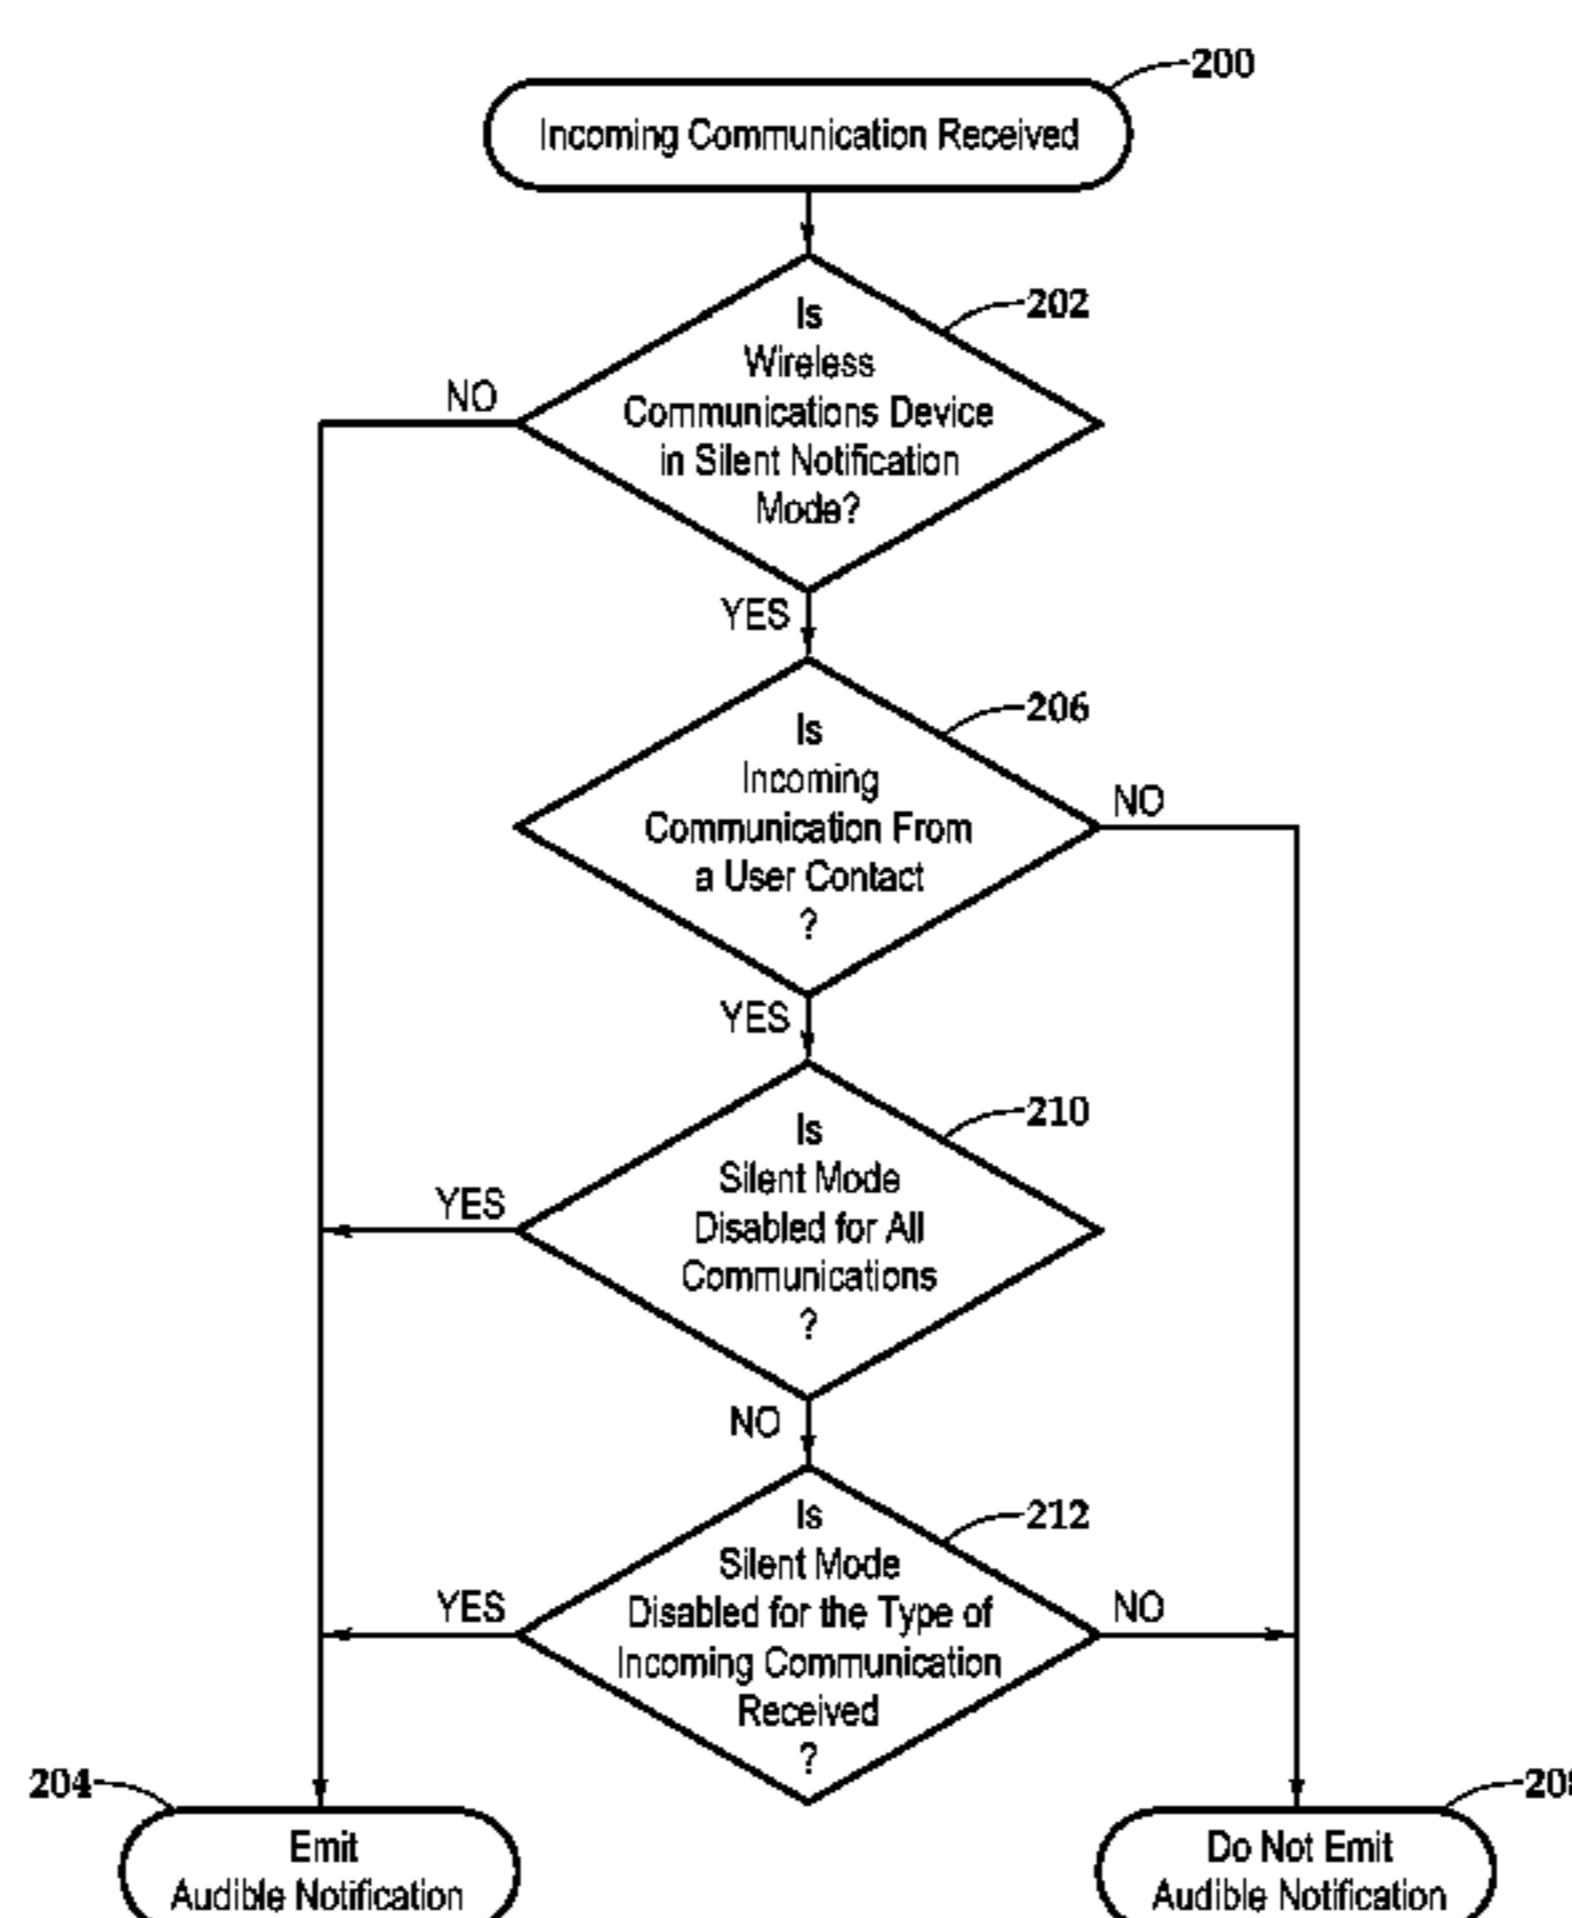 200
Incoming Communication Received
202
Is
Wireless
Communications Device
in Silent Notification
Mode?
NO
YES
206
Is
Incoming
Communication From
a User Contact
?
NO
YES
210
Is
Silent Mode
Disabled for All
Communications
?
YES
NO
212
Is
Silent Mode
Disabled for the Type of
Incoming Communication
Received
?
YES
NO
204
Emit
Audible Notification
Do Not Emit
Audible Notification